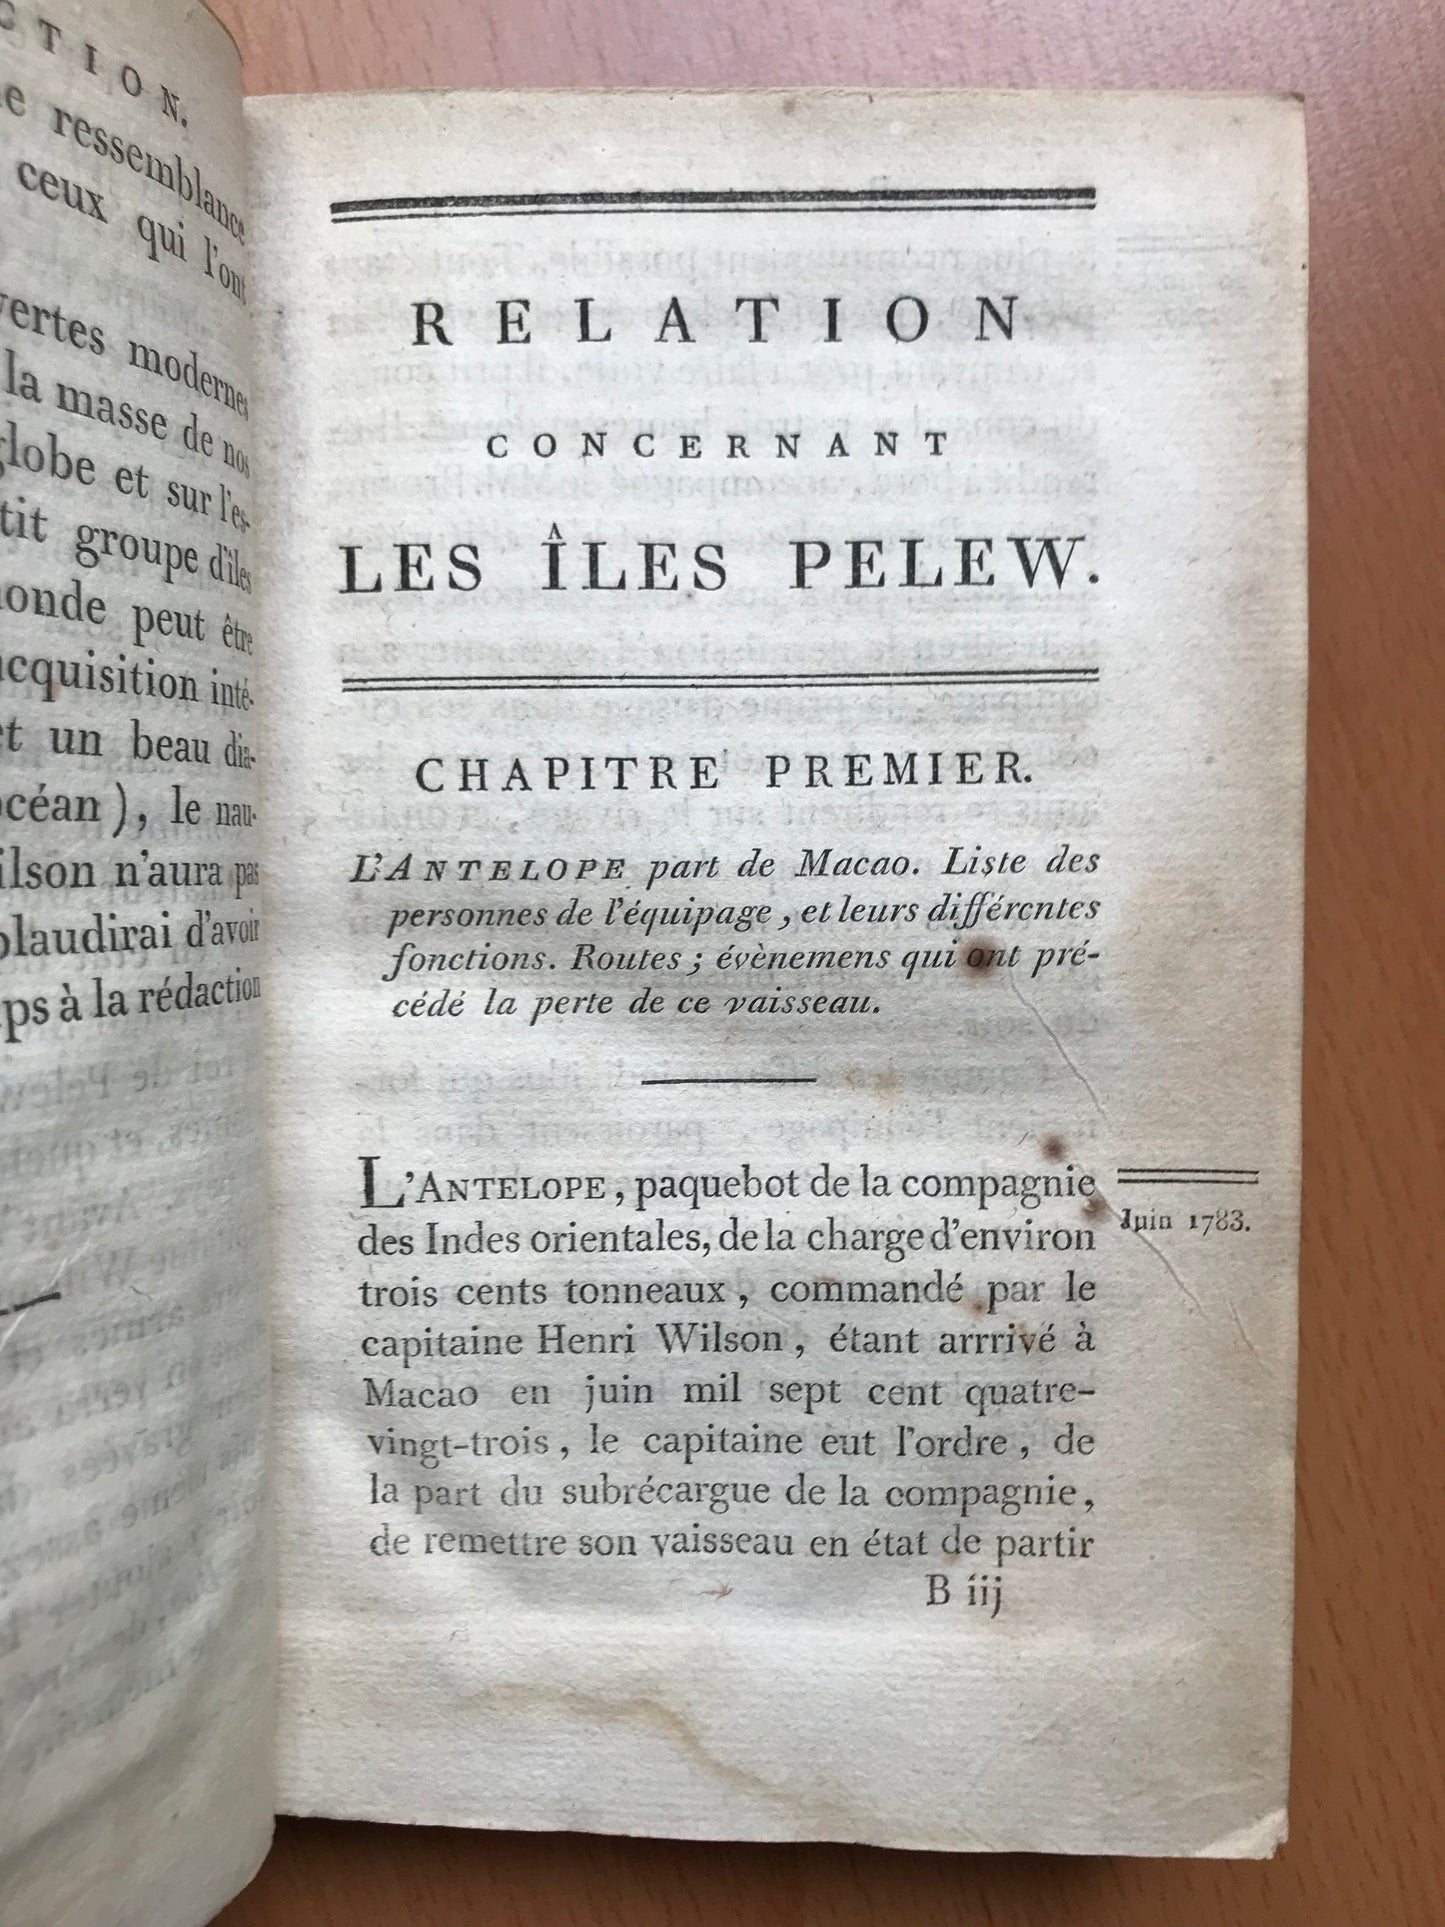 CTION.
ressemblance
ceux qui l'ont
vertes modernes
la masse de nos
globe et sur l'es-
tit groupe d'îles
monde peut être
acquisition inté-
et un beau dia-
océan), le nau-
ilson n'aura pas
plaudirai d'avoir
ps à la rédaction
RELATION
CONCERNANT
LES ÎLES PELEW.
CHAPITRE PREMIER.
L'ANTELOPE part de Macao. Liste des
personnes de l'équipage, et leurs différentes
fonctions. Routes; évènemens qui ont pré-
cédé la perte de ce vaisseau.
L'ANTELOPE, paquebot de la compagnie
Juin 1783.
des Indes orientales, de la charge d'environ
trois cents tonneaux, commandé par le
capitaine Henri Wilson, étant arrrivé à
Macao en juin mil sept cent quatre-
vingt-trois, le capitaine eut l'ordre, de
la part du subrécargue de la compagnie,
de remettre son vaisseau en état de partir
B iij